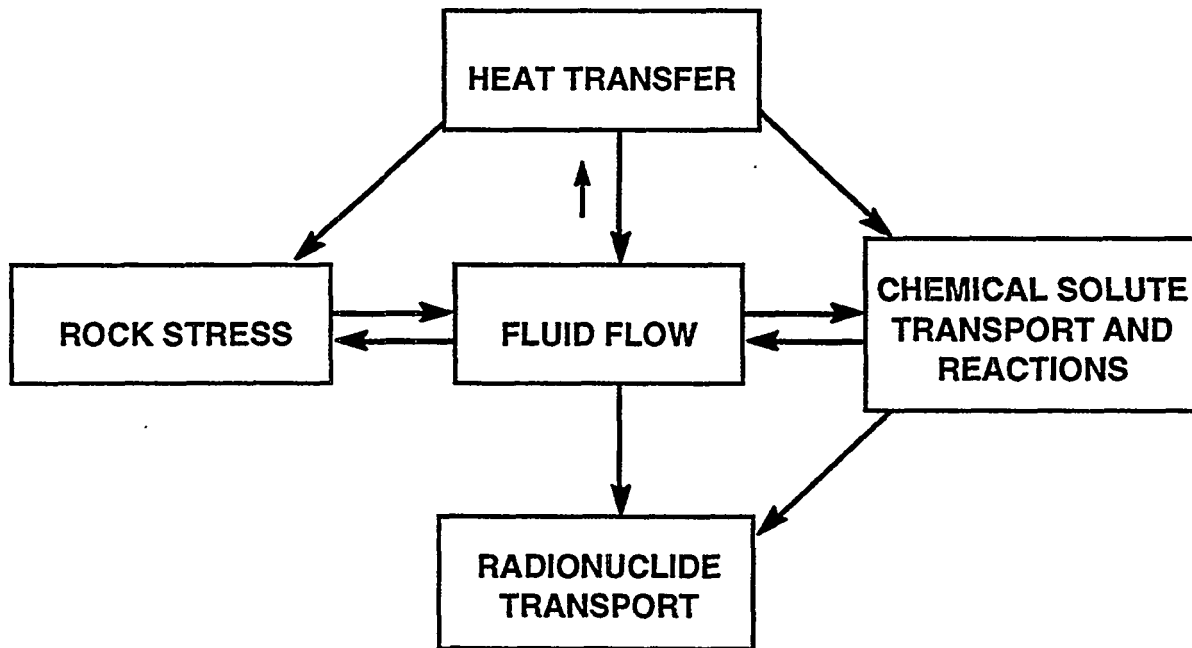 HEAT TRANSFER
ROCK STRESS
FLUID FLOW
CHEMICAL SOLUTE
TRANSPORT AND
REACTIONS
RADIONUCLIDE
TRANSPORT